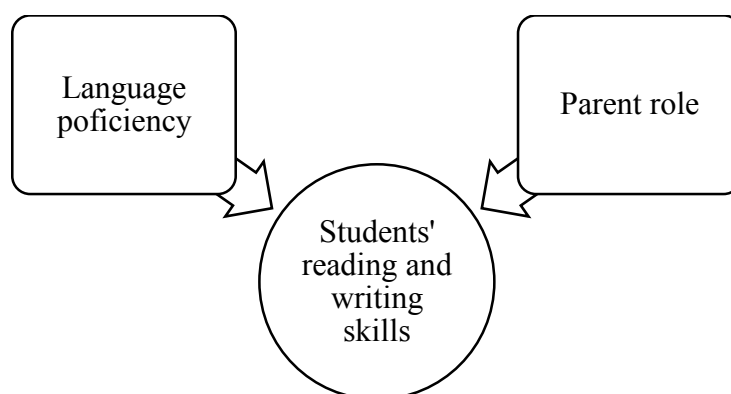 Language
poficiency
Parent role
Students'
reading and
writing
skills